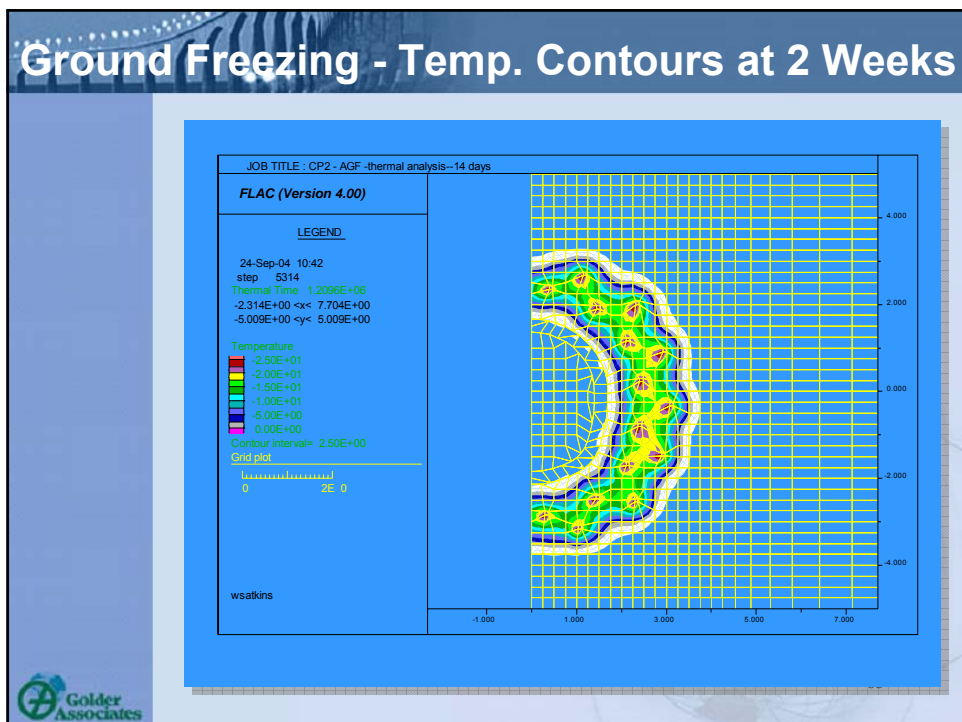 Ground Freezing - Temp. Contours at 2 Weeks
JOB TITLE : CP2 - AGF -thermal analysis--14 days
FLAC (Version 4.00)
LEGEND
24-Sep-04 10:42
step 5314
Thermal Time 1.2096E+06
-2.314E+00 <x< 7.704E+00
-5.009E+00 <y< 5.009E+00
Temperature
-2.50E+01
-2.00E+01
-1.50E+01
-1.00E+01
-5.00E+00
0.00E+00
Contour interval= 2.50E+00
Grid plot
0 2E 0
wsatkins
4.000
2.000
0.000
-2.000
-4.000
-1.000 1.000 3.000 5.000 7.000
Golder
Associates